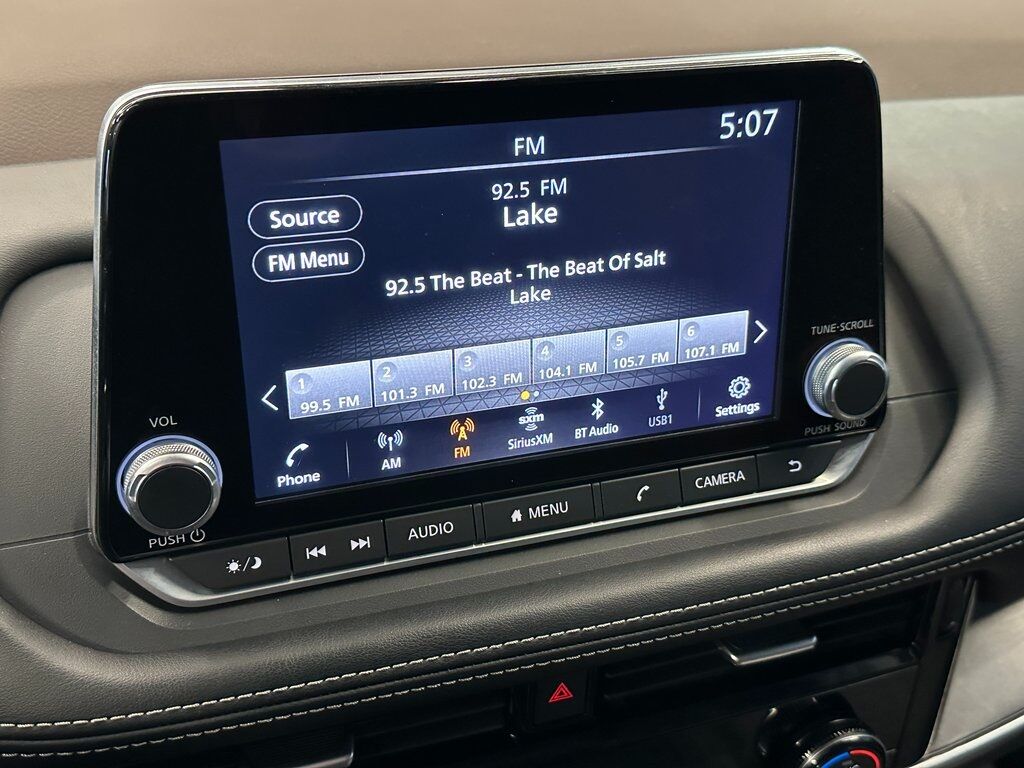 FM
5:07
92.5 FM
Lake
Source
FM Menu
92.5 The Beat - The Beat Of Salt
Lake
1 2 3 4 5 6
99.5 FM 101.3 FM 102.3 FM 104.1 FM 105.7 FM 107.1 FM
Phone AM FM sxm SiriusXM BT Audio USB1 Settings
VOL
PUSH
TUNE·SCROLL
PUSH SOUND
AUDIO MENU CAMERA